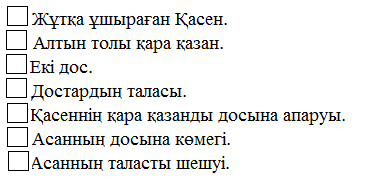 Жұтқа ұшыраған Қасен.
Алтын толы қара қазан.
Екі дос.
Достардың таласы.
Қасеннің қара қазанды досына апаруы.
Асанның досына көмегі.
Асанның таласты шешуі.